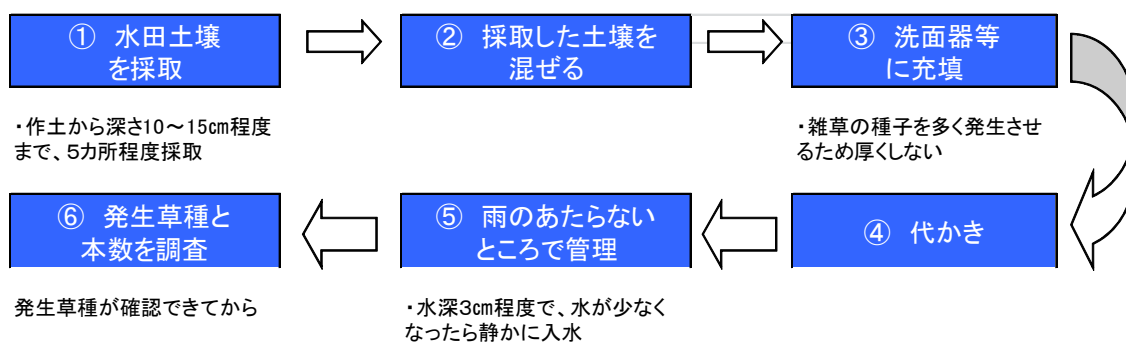 ① 水田土壌
を採取
② 採取した土壌を
混ぜる
③ 洗面器等
に充填
・作土から深さ10～15㎝程度
まで、5カ所程度採取
・雑草の種子を多く発生させ
るため厚くしない
④ 代かき
⑤ 雨のあたらない
ところで管理
・水深3㎝程度で、水が少なく
なったら静かに入水
⑥ 発生草種と
本数を調査
発生草種が確認できてから